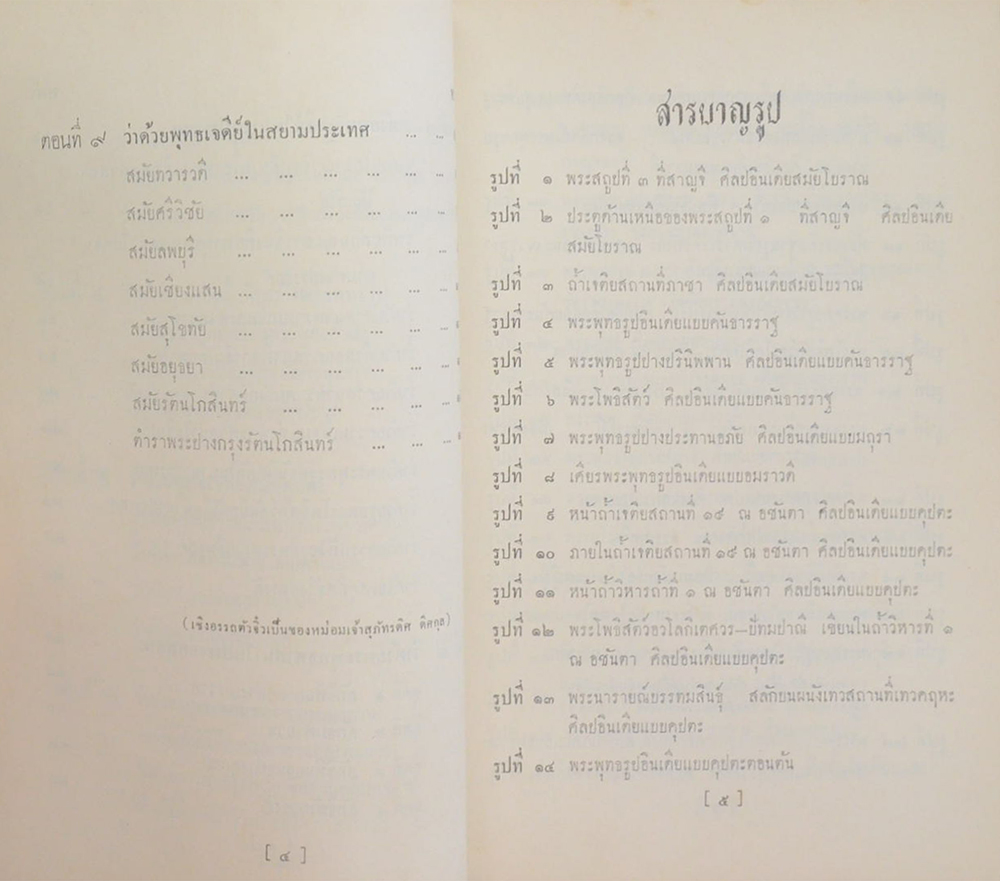 ตอนที่ ๙ ว่าด้วยพุทธเจดีย์ในสยามประเทศ ... ...
สมัยทวารวดี ... ... ... ... ...
สมัยศรีวิชัย ... ... ... ... ...
สมัยลพบุรี ... ... ... ... ...
สมัยเชียงแสน ... ... ... ... ...
สมัยสุโขทัย ... ... ... ...
สมัยอยุธยา ... ... ... ... ...
สมัยรัตนโกสินทร์ ... ... ... ...
ตำราพระปางกรุงรัตนโกสินทร์ ... ... ...
(เชิงอรรถตัวจิ๋วเป็นของหม่อมเจ้าสุภัทรดิศ ดิศกุล)
[ ๔ ]
สารบาญรูป
รูปที่ ๑ พระสถูปที่ ๓ ที่สาญจี ศิลปอินเดียสมัยโบราณ
รูปที่ ๒ ประตูด้านเหนือของพระสถูปที่ ๑ ที่สาญจี ศิลปอินเดีย
สมัยโบราณ
รูปที่ ๓ ถ้ำเจติยสถานที่ภาชา ศิลปอินเดียสมัยโบราณ
รูปที่ ๔ พระพุทธรูปอินเดียแบบคันธารราฐ
รูปที่ ๕ พระพุทธรูปปางปรินิพพาน ศิลปอินเดียแบบคันธารราฐ
รูปที่ ๖ พระโพธิสัตว์ ศิลปอินเดียแบบคันธารราฐ
รูปที่ ๗ พระพุทธรูปปางประทานอภัย ศิลปอินเดียแบบมถุรา
รูปที่ ๘ เศียรพระพุทธรูปอินเดียแบบอมราวดี
รูปที่ ๙ หน้าถ้ำเจติยสถานที่ ๑๙ ณ อชันตา ศิลปอินเดียแบบคุปตะ
รูปที่ ๑๐ ภายในถ้ำเจติยสถานที่ ๑๙ ณ อชันตา ศิลปอินเดียแบบคุปตะ
รูปที่ ๑๑ หน้าถ้ำวิหารถ้ำที่ ๑ ณ อชันตา ศิลปอินเดียแบบคุปตะ
รูปที่ ๑๒ พระโพธิสัตว์อวโลกิเตศวร—ปัทมปาณี เขียนในถ้ำวิหารที่ ๑
ณ อชันตา ศิลปอินเดียแบบคุปตะ
รูปที่ ๑๓ พระนารายณ์บรรทมสินธุ์ สลักบนผนังเทวสถานที่เทวคฤหะ
ศิลปอินเดียแบบคุปตะ
รูปที่ ๑๔ พระพุทธรูปอินเดียแบบคุปตะตอนต้น
[ ๕ ]